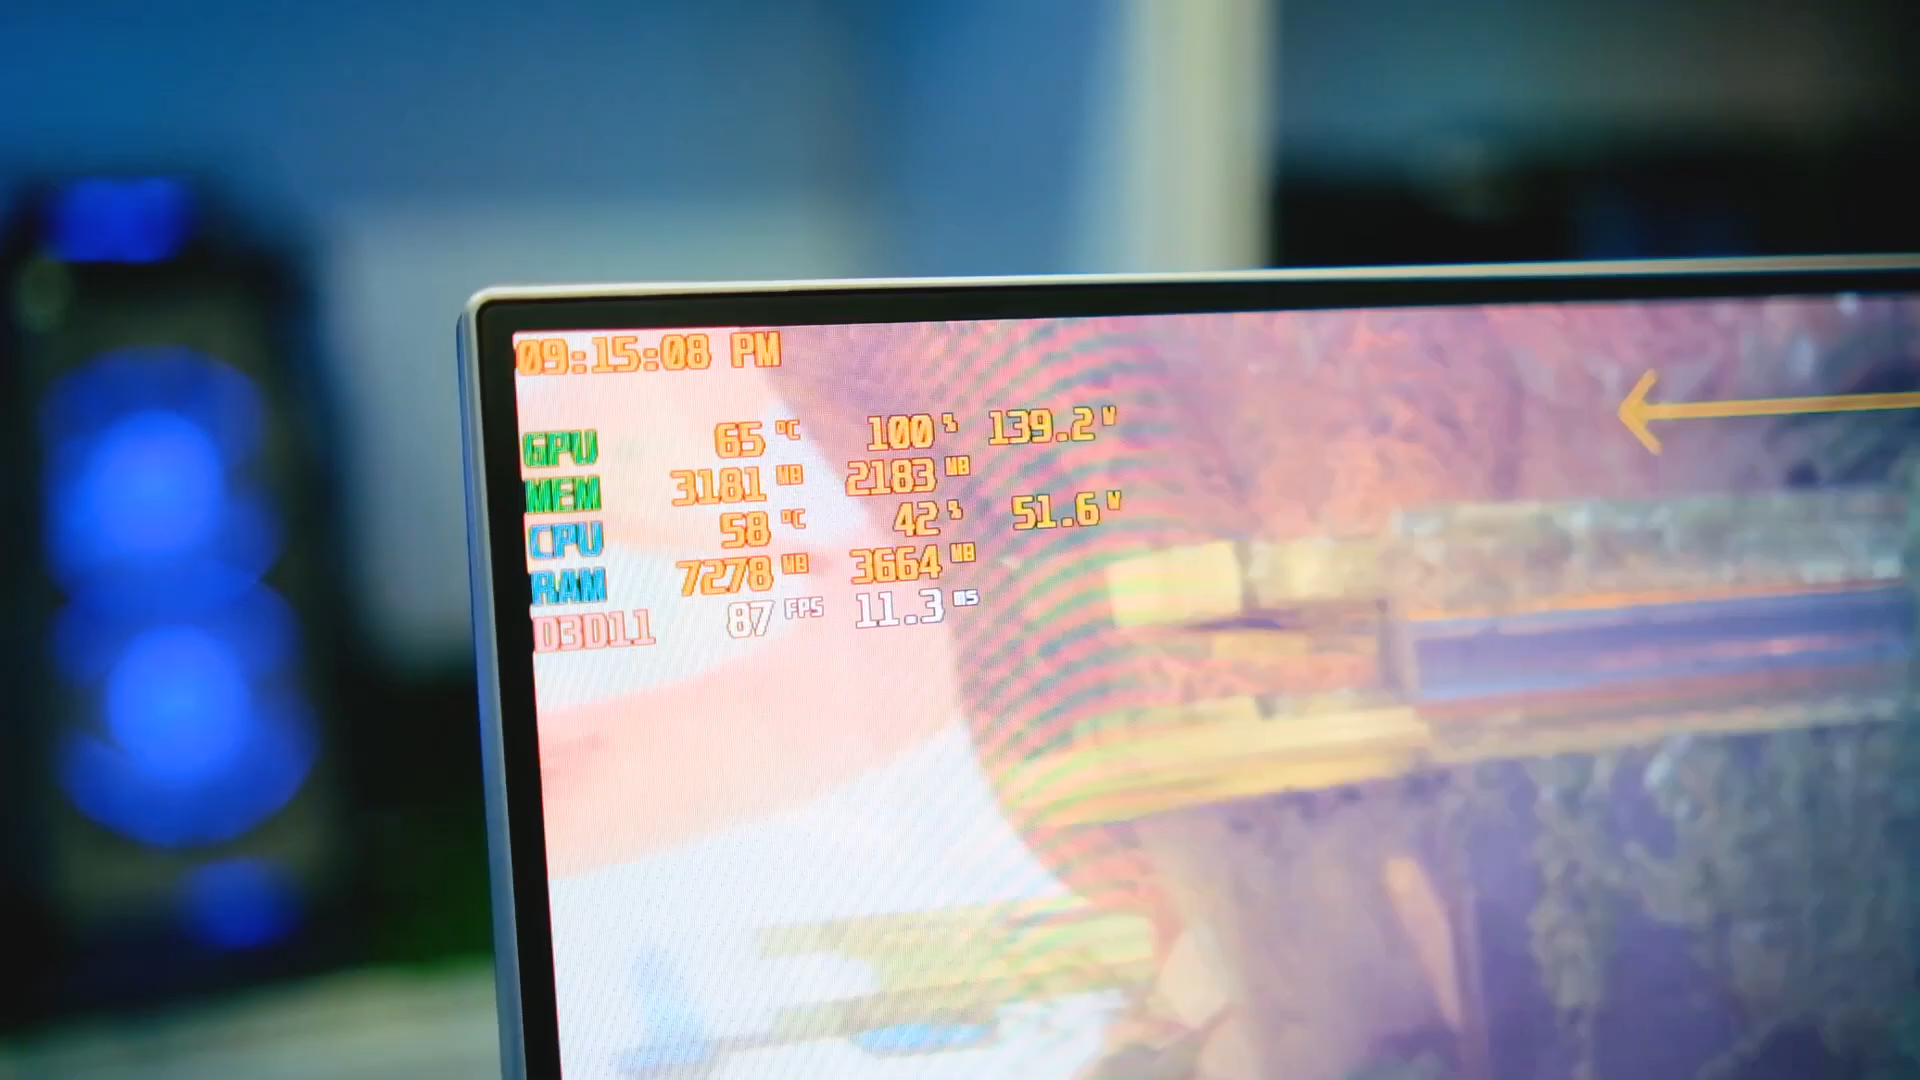 09:15:08 PM
GPU 65 °C 100 % 139.2 W
MEM 3181 MB 2183 MB
CPU 58 °C 42 % 51.6 W
RAM 7278 MB 3664 MB
D3D11 87 FPS 11.3 ms